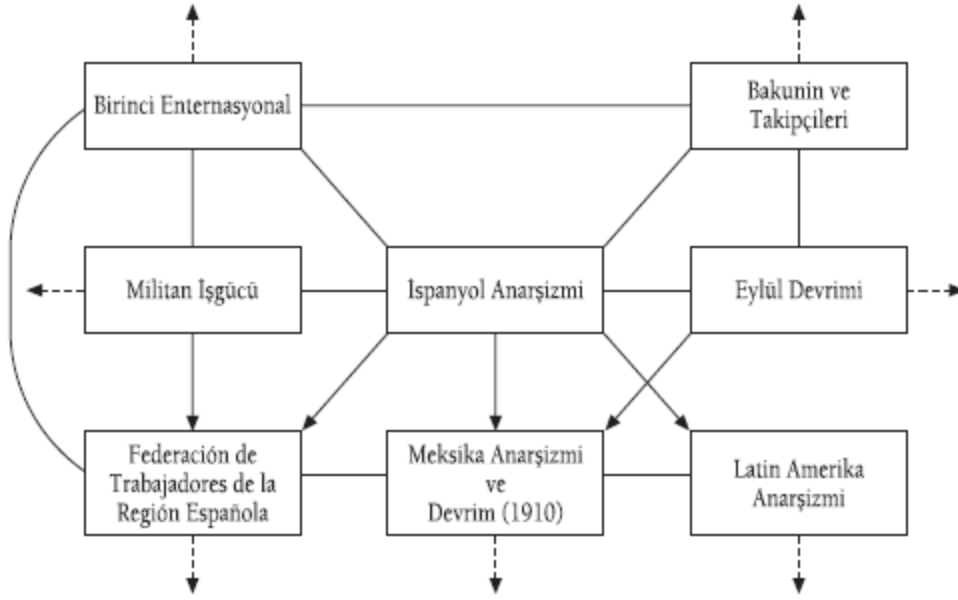 Birinci Enternasyonal
Bakunin ve
Takipçileri
Militan İşgücü
İspanyol Anarşizmi
Eylül Devrimi
Federación de
Trabajadores de la
Región Española
Meksika Anarşizmi
ve
Devrim (1910)
Latin Amerika
Anarşizmi